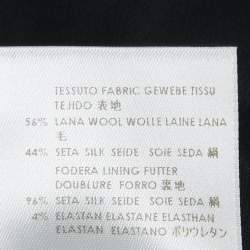 TESSUTO FABRIC GEWEBE TISSU
TEJIDO 表地
56% LANA WOOL WOLLE LAINE LANA
毛
44% SETA SILK SEIDE SOIE SEDA 絹
FODERA LINING FUTTER
DOUBLURE FORRO 裏地
96% SETA SILK SEIDE SOIE SEDA 絹
4% ELASTAN ELASTANE ELASTHAN
ELASTAN ELASTANO ポリウレタン